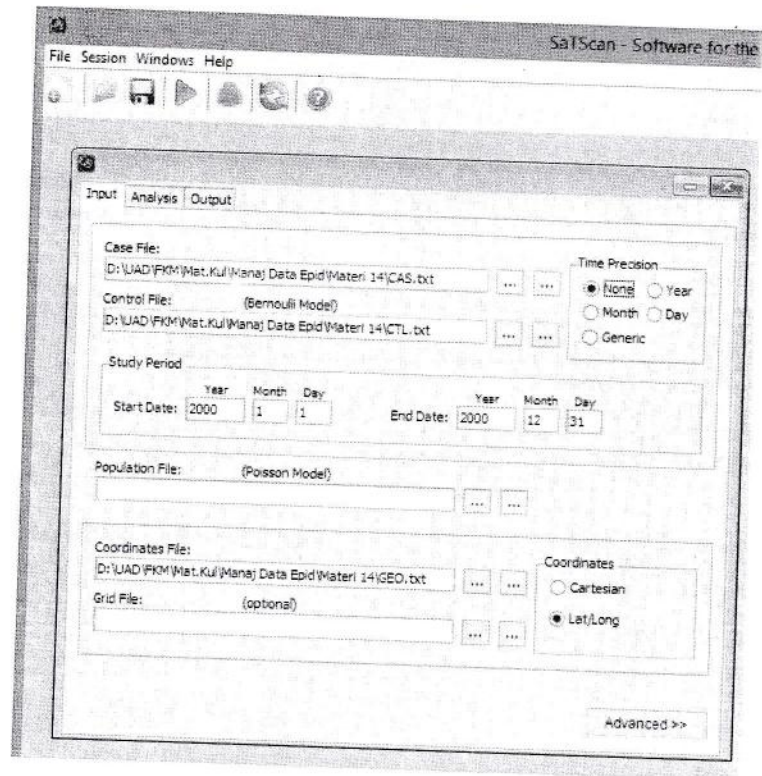 SaTScan - Software for the
File Session Windows Help
Input Analysis Output
Case File:
D:\UAD\FKM\Mat.Kul\Manaj Data Epid\Materi 14\CAS.txt
... ...
Control File: (Bernoulli Model)
D:\UAD\FKM\Mat.Kul\Manaj Data Epid\Materi 14\CTL.txt
... ...
Time Precision
None Year
Month Day
Generic
Study Period
Year Month Day
Start Date: 2000 1 1
Year Month Day
End Date: 2000 12 31
Population File: (Poisson Model)
... ...
Coordinates File:
D:\UAD\FKM\Mat.Kul\Manaj Data Epid\Materi 14\GEO.txt
... ...
Grid File: (optional)
... ...
Coordinates
Cartesian
Lat/Long
Advanced >>